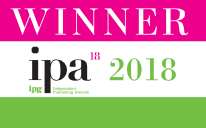 WINNER
ipa 18 2018
ipg Independent
Publishing Awards